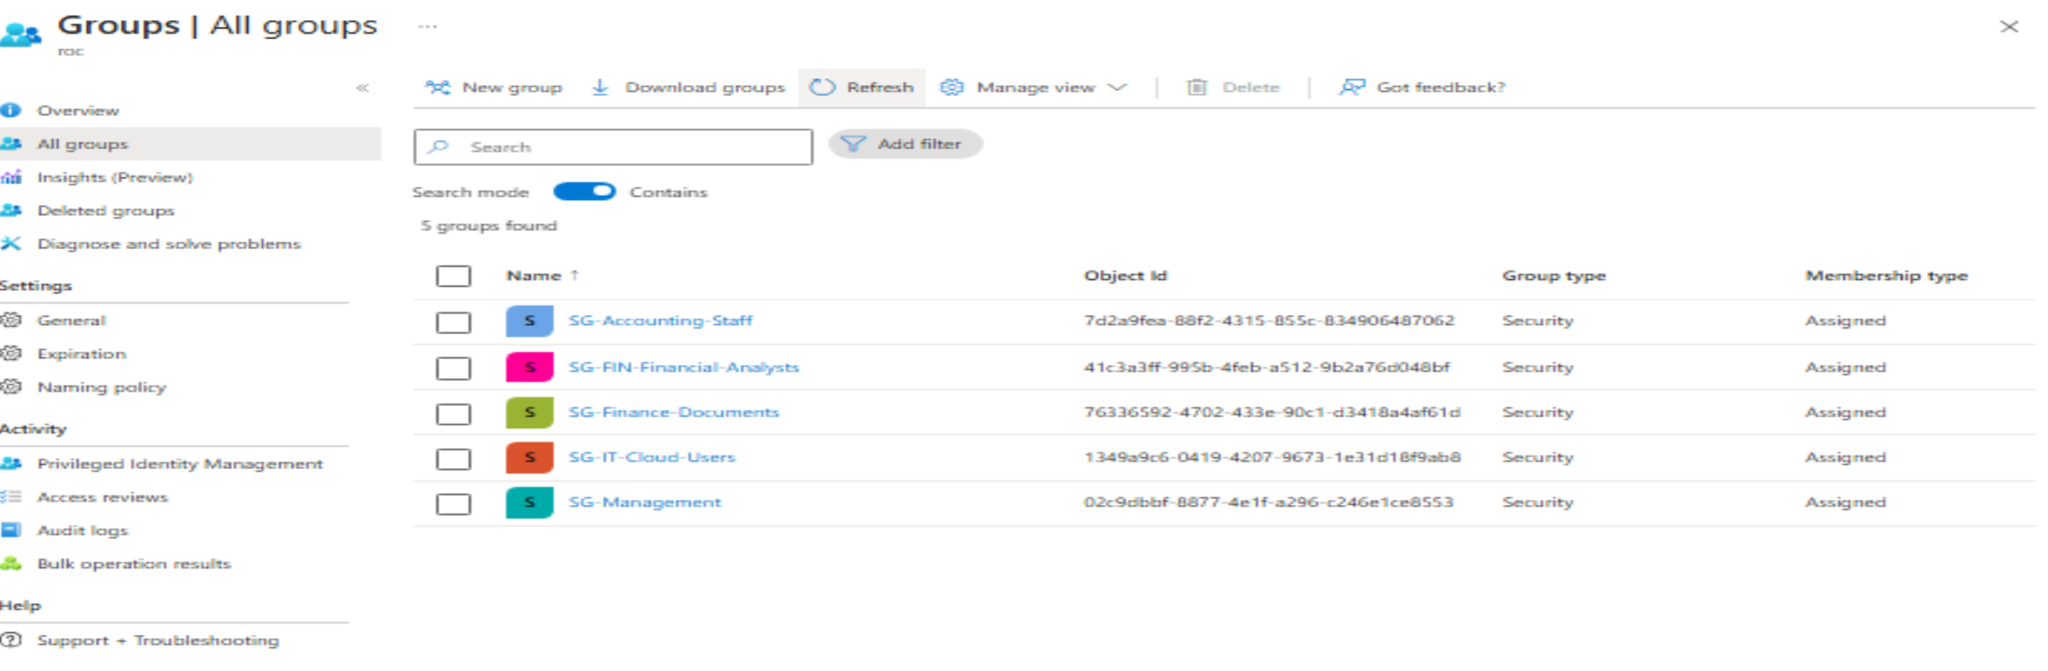 Groups | All groups ...
roc
«
Overview
All groups
Insights (Preview)
Deleted groups
Diagnose and solve problems
Settings
General
Expiration
Naming policy
Activity
Privileged Identity Management
Access reviews
Audit logs
Bulk operation results
Help
Support + Troubleshooting
New group Download groups Refresh Manage view Delete Got feedback?
Search Add filter
Search mode Contains
5 groups found
Name ↑ Object Id Group type Membership type
S SG-Accounting-Staff 7d2a9fea-88f2-4315-855c-834906487062 Security Assigned
S SG-FIN-Financial-Analysts 41c3a3ff-995b-4feb-a512-9b2a76d048bf Security Assigned
S SG-Finance-Documents 76336592-4702-433e-90c1-d3418a4af61d Security Assigned
S SG-IT-Cloud-Users 1349a9c6-0419-4207-9673-1e31d18f9ab8 Security Assigned
S SG-Management 02c9dbbf-8877-4e1f-a296-c246e1ce8553 Security Assigned